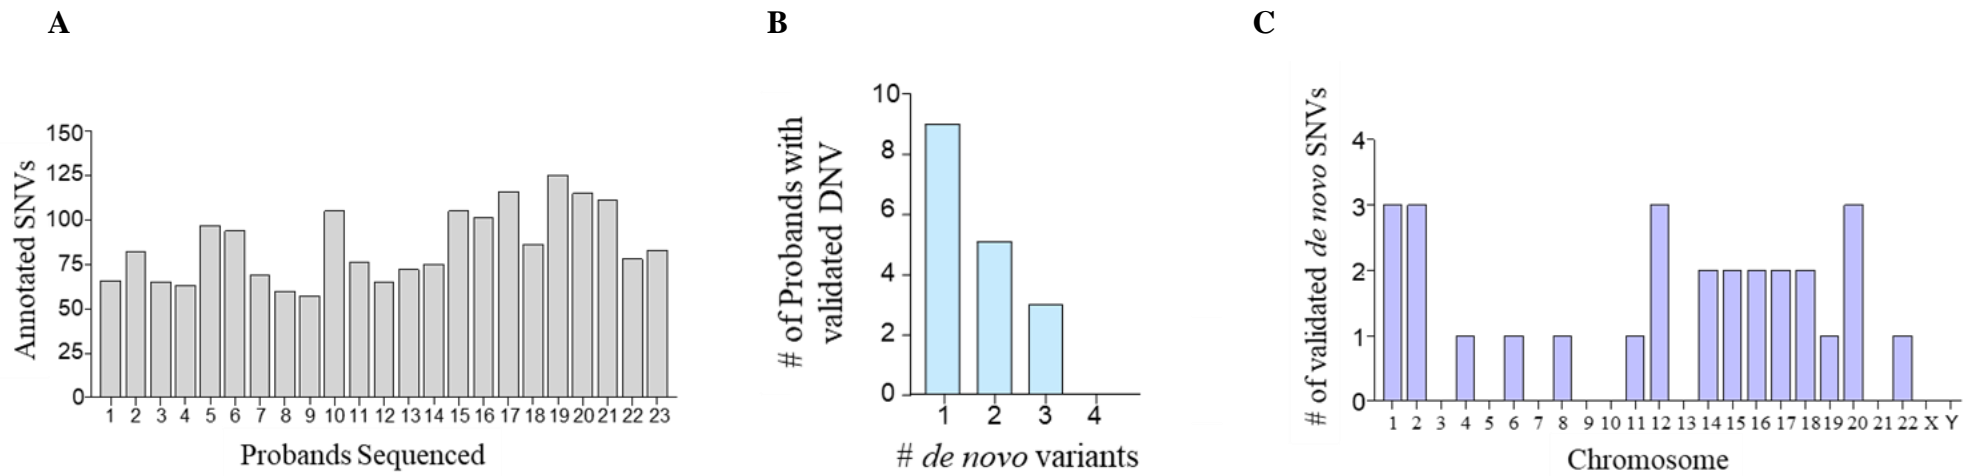 A
B
C
Annotated SNVs
150
125
100
75
50
25
0
1 2 3 4 5 6 7 8 9 10 11 12 13 14 15 16 17 18 19 20 21 22 23
Probands Sequenced
# of Probands with
validated DNV
10
8
6
4
2
0
1 2 3 4
# de novo variants
# of validated de novo SNVs
4
3
2
1
0
1 2 3 4 5 6 7 8 9 10 11 12 13 14 15 16 17 18 19 20 21 22 X Y
Chromosome